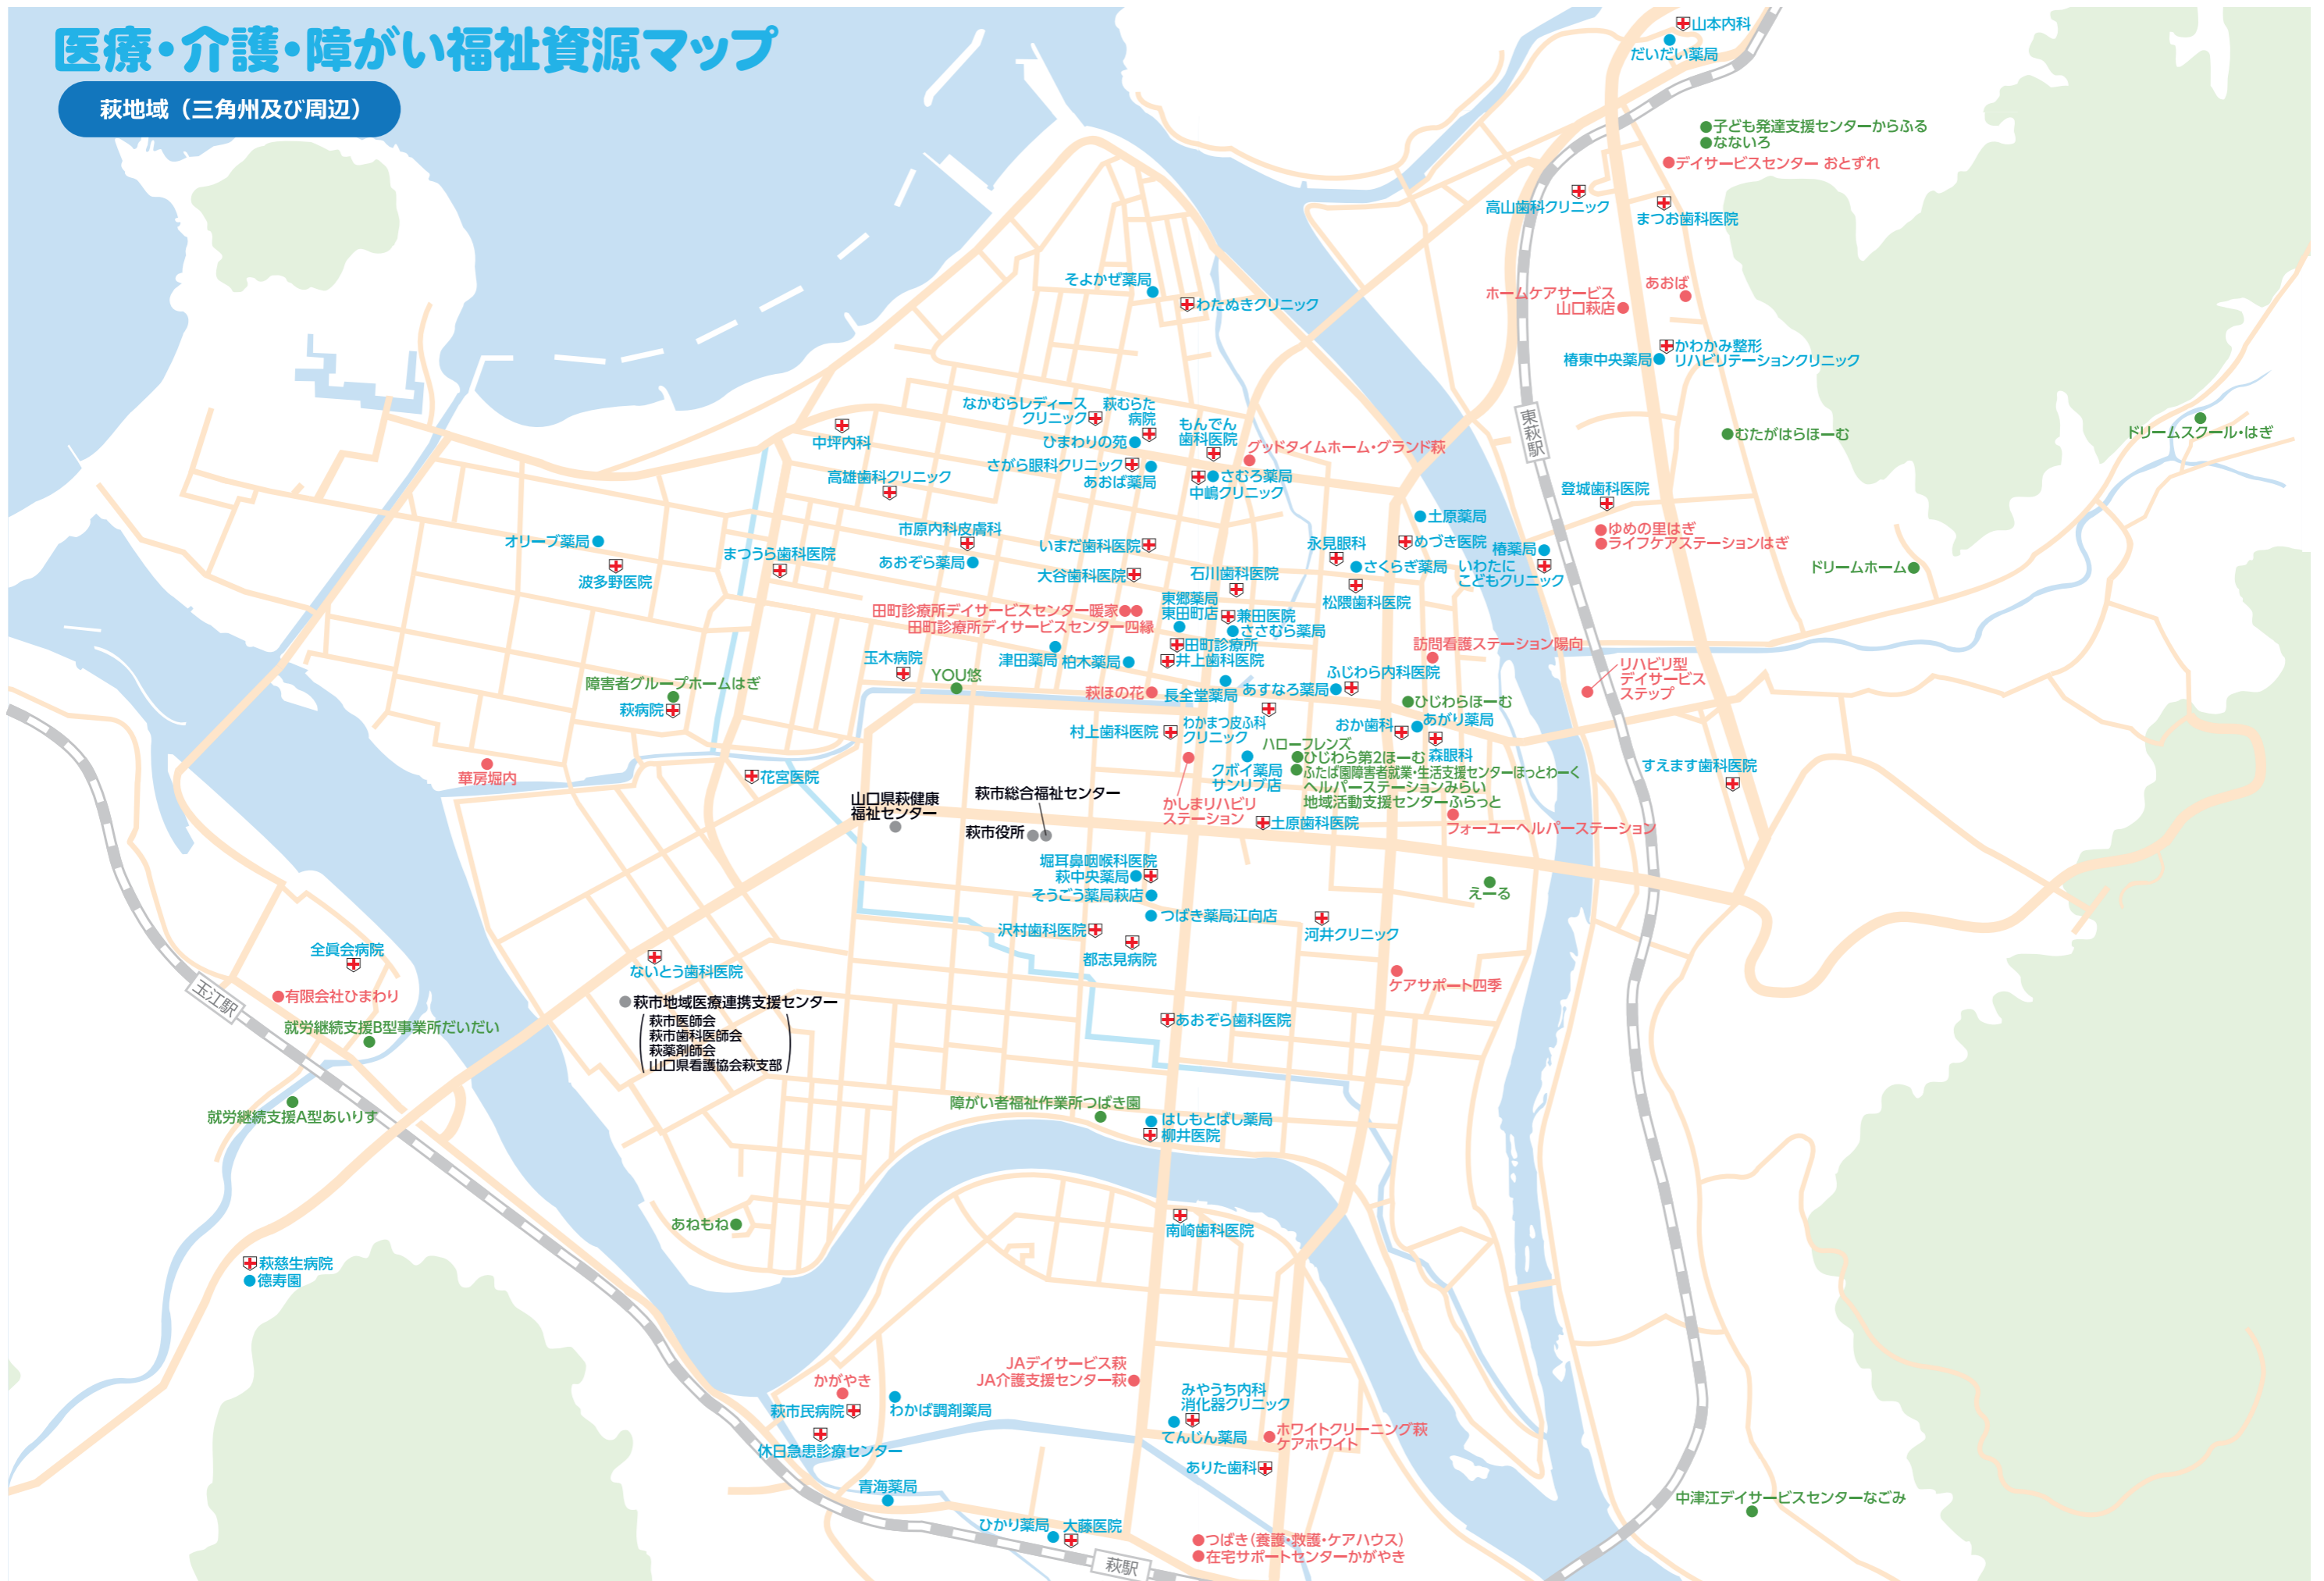 医療・介護・障がい福祉資源マップ
萩地域（三角州及び周辺）
山本内科
だいだい薬局
子ども発達支援センターからふる
なないろ
デイサービスセンター おとずれ
高山歯科クリニック
まつお歯科医院
そよかぜ薬局
わたぬきクリニック
ホームケアサービス
山口萩店
あおば
かわかみ整形
リハビリテーションクリニック
椿東中央薬局
東萩駅
むたがはらほーむ
ドリームスクール・はぎ
なかむらレディース
クリニック
萩むらた
病院
ひまわりの苑
もんでん
歯科医院
グッドタイムホーム・グランド萩
中坪内科
さがら眼科クリニック
あおば薬局
さむろ薬局
中嶋クリニック
高雄歯科クリニック
登城歯科医院
ゆめの里はぎ
ライフケアステーションはぎ
土原薬局
めづき医院
椿薬局
いわたに
こどもクリニック
ドリームホーム
オリーブ薬局
波多野医院
まつうら歯科医院
市原内科皮膚科
あおぞら薬局
いまだ歯科医院
大谷歯科医院
永見眼科
さくらぎ薬局
松隈歯科医院
石川歯科医院
東郷薬局
東田町店
兼田医院
ささむら薬局
田町診療所デイサービスセンター暖家
田町診療所デイサービスセンター四縁
田町診療所
井上歯科医院
津田薬局
柏木薬局
玉木病院
YOU悠
訪問看護ステーション陽向
ふじわら内科医院
リハビリ型
デイサービス
ステップ
障害者グループホームはぎ
萩病院
萩ほの花
長全堂薬局
あすなろ薬局
ひじわらほーむ
おか歯科
あがり薬局
村上歯科医院
わかまつ皮ふ科
クリニック
ハローフレンズ
ひじわら第2ほーむ
森眼科
ふたば園障害者就業・生活支援センターほっとわーく
ヘルパーステーションみらい
地域活動支援センターふらっと
クボイ薬局
サンリブ店
すえます歯科医院
華房堀内
花宮医院
山口県萩健康
福祉センター
萩市総合福祉センター
萩市役所
かしまリハビリ
ステーション
土原歯科医院
フォーユーヘルパーステーション
堀耳鼻咽喉科医院
萩中央薬局
そうごう薬局萩店
つばき薬局江向店
えーる
沢村歯科医院
都志見病院
河井クリニック
全眞会病院
ないとう歯科医院
玉江駅
有限会社ひまわり
ケアサポート四季
萩市地域医療連携支援センター
萩市医師会
萩市歯科医師会
萩薬剤師会
山口県看護協会萩支部
就労継続支援B型事業所だいだい
あおぞら歯科医院
就労継続支援A型あいりす
障がい者福祉作業所つばき園
はしもとばし薬局
柳井医院
あねもね
南崎歯科医院
萩慈生病院
徳寿園
JAデイサービス萩
JA介護支援センター萩
かがやき
萩市民病院
わかば調剤薬局
休日急患診療センター
みやうち内科
消化器クリニック
てんじん薬局
ホワイトクリーニング萩
ケアホワイト
ありた歯科
青海薬局
中津江デイサービスセンターなごみ
ひかり薬局
大藤医院
つばき（養護・救護・ケアハウス）
在宅サポートセンターかがやき
萩駅